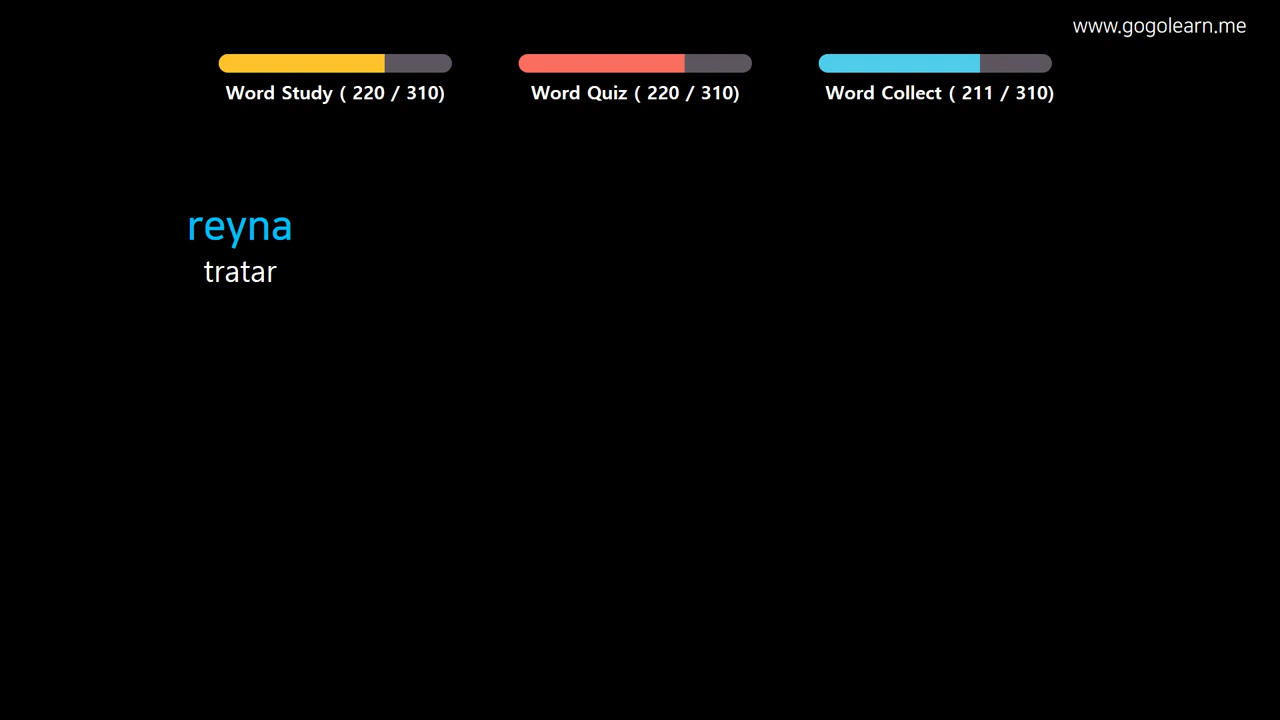 www.gogolearn.me
Word Study ( 220 / 310)
Word Quiz ( 220 / 310)
Word Collect ( 211 / 310)
reyna
tratar